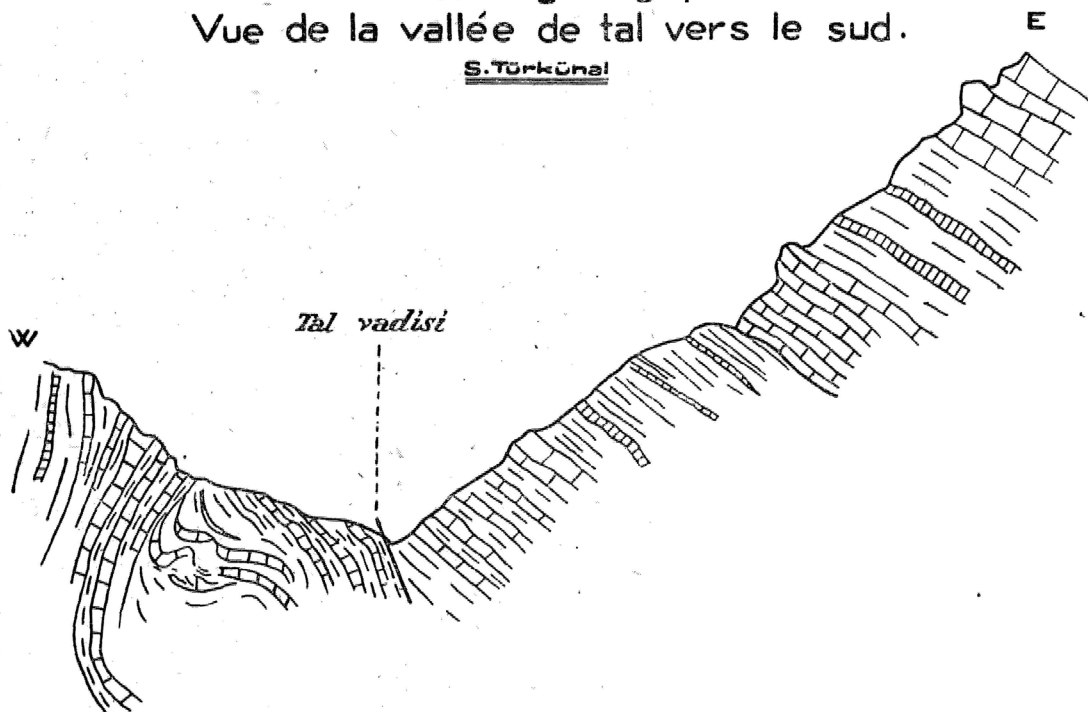 Vue de la vallée de tal vers le sud.
E
S.Türkünal
Tal vadisi
W